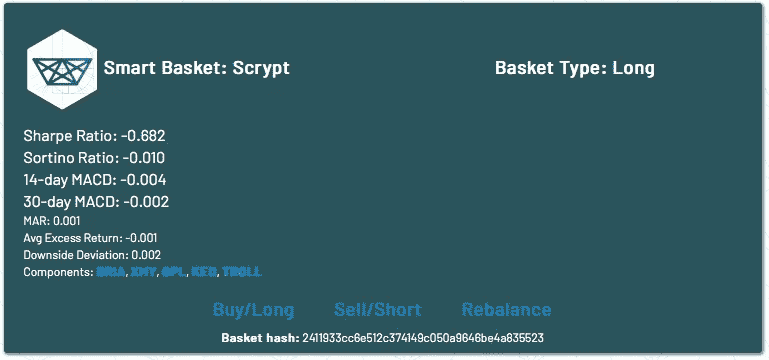 Smart Basket: Scrypt
Basket Type: Long
Sharpe Ratio: -0.682
Sortino Ratio: -0.010
14-day MACD: -0.004
30-day MACD: -0.002
MAR: 0.001
Avg Excess Return: -0.001
Downside Deviation: 0.002
Components: XMY, OPL, KED, TROLL
Buy/Long Sell/Short Rebalance
Basket hash: 2411933cc6e512c374149c050a9646be4a835523